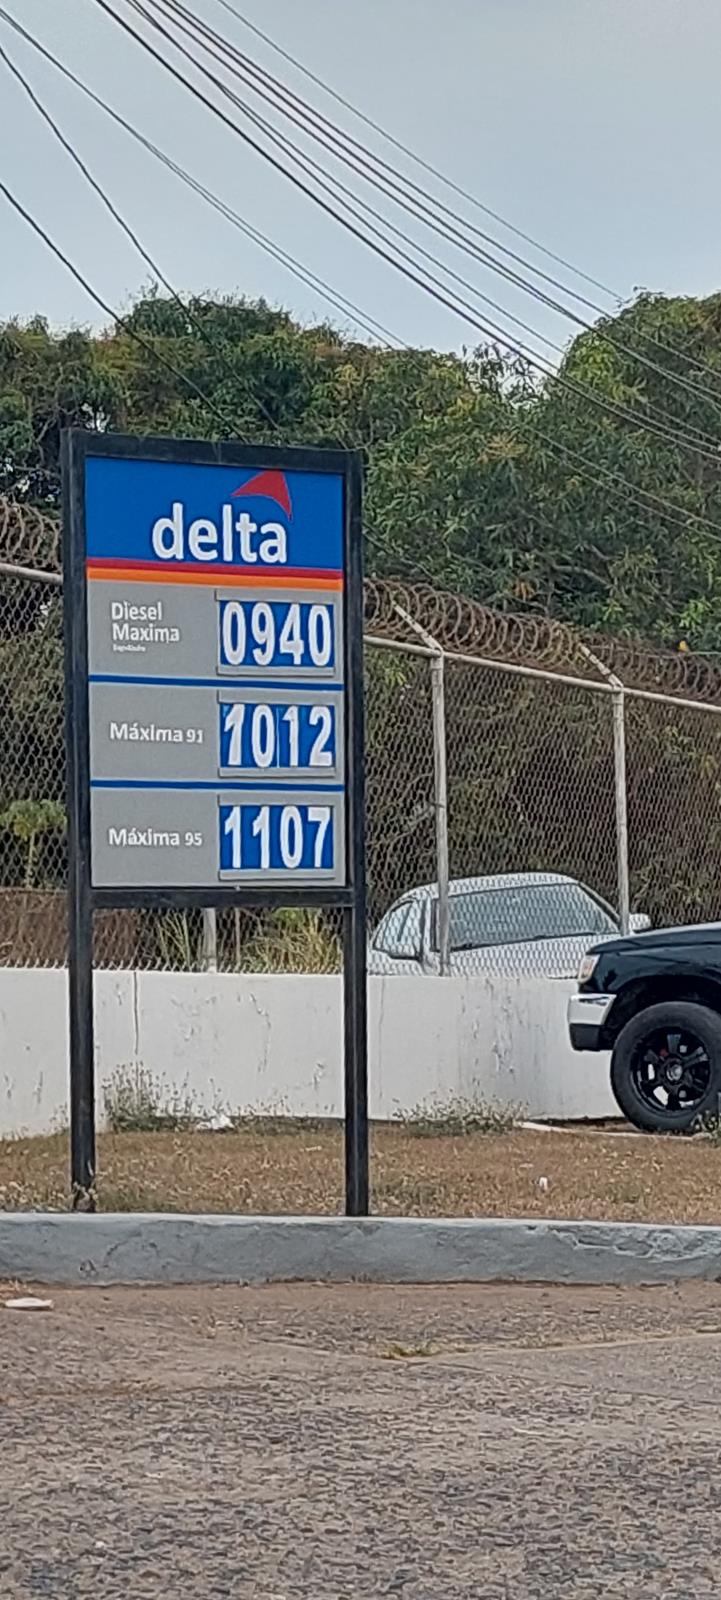 delta
Diesel
Maxima
0940
Máxima 91
1012
Máxima 95
1107